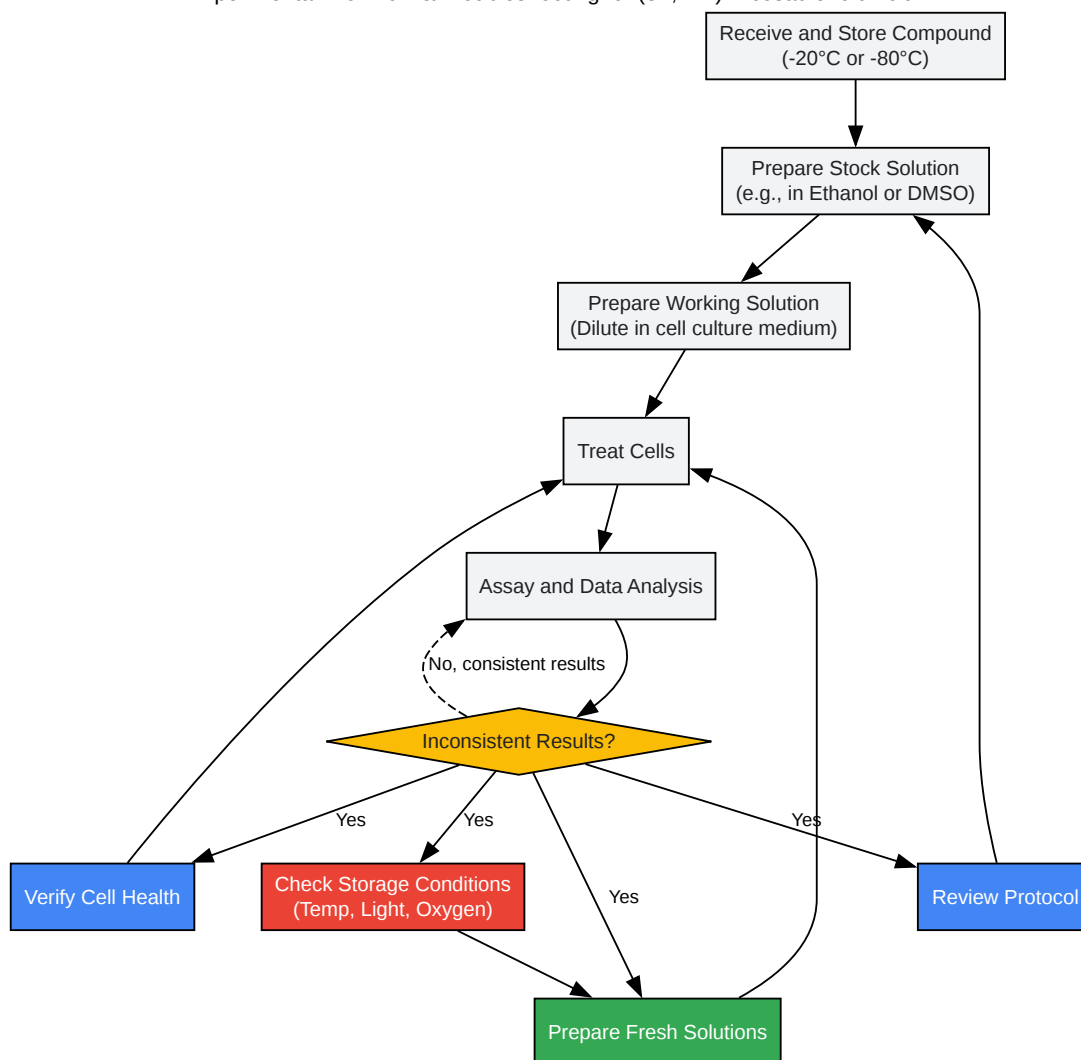 Receive and Store Compound
(-20°C or -80°C)
Prepare Stock Solution
(e.g., in Ethanol or DMSO)
Prepare Working Solution
(Dilute in cell culture medium)
Treat Cells
Assay and Data Analysis
No, consistent results
Inconsistent Results?
Yes
Yes
Yes
Yes
Verify Cell Health
Check Storage Conditions
(Temp, Light, Oxygen)
Review Protocol
Prepare Fresh Solutions